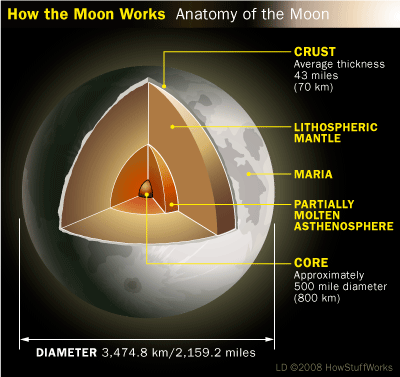 How the Moon Works Anatomy of the Moon
CRUST
Average thickness
43 miles
(70 km)
LITHOSPHERIC
MANTLE
MARIA
PARTIALLY
MOLTEN
ASTHENOSPHERE
CORE
Approximately
500 mile diameter
(800 km)
DIAMETER 3,474.8 km/2,159.2 miles
LD ©2008 HowStuffWorks